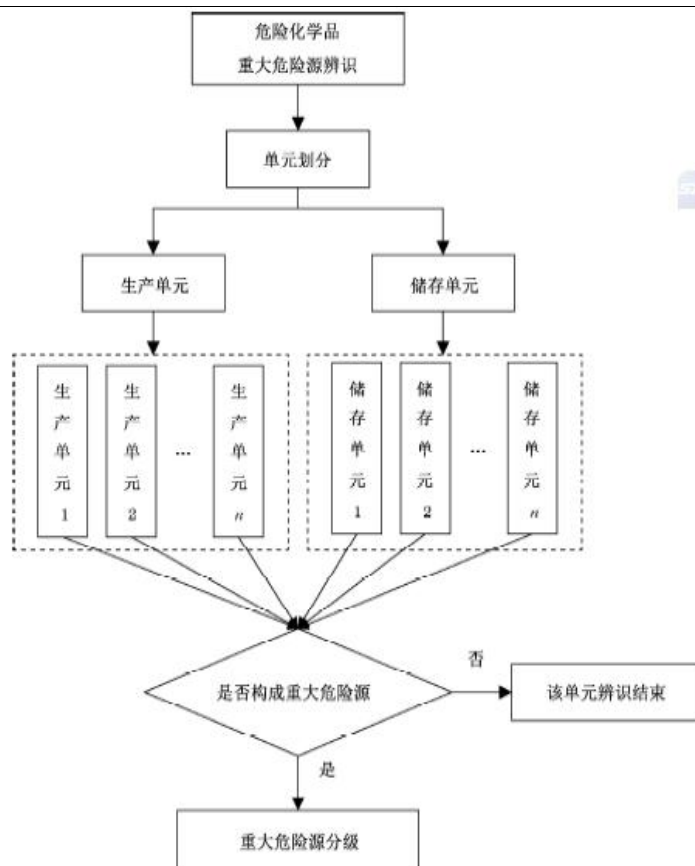 危险化学品
重大危险源辨识
单元划分
生产单元
储存单元
生产单元1
生产单元2
...
生产单元n
储存单元1
储存单元2
...
储存单元n
是否构成重大危险源
否
该单元辨识结束
是
重大危险源分级